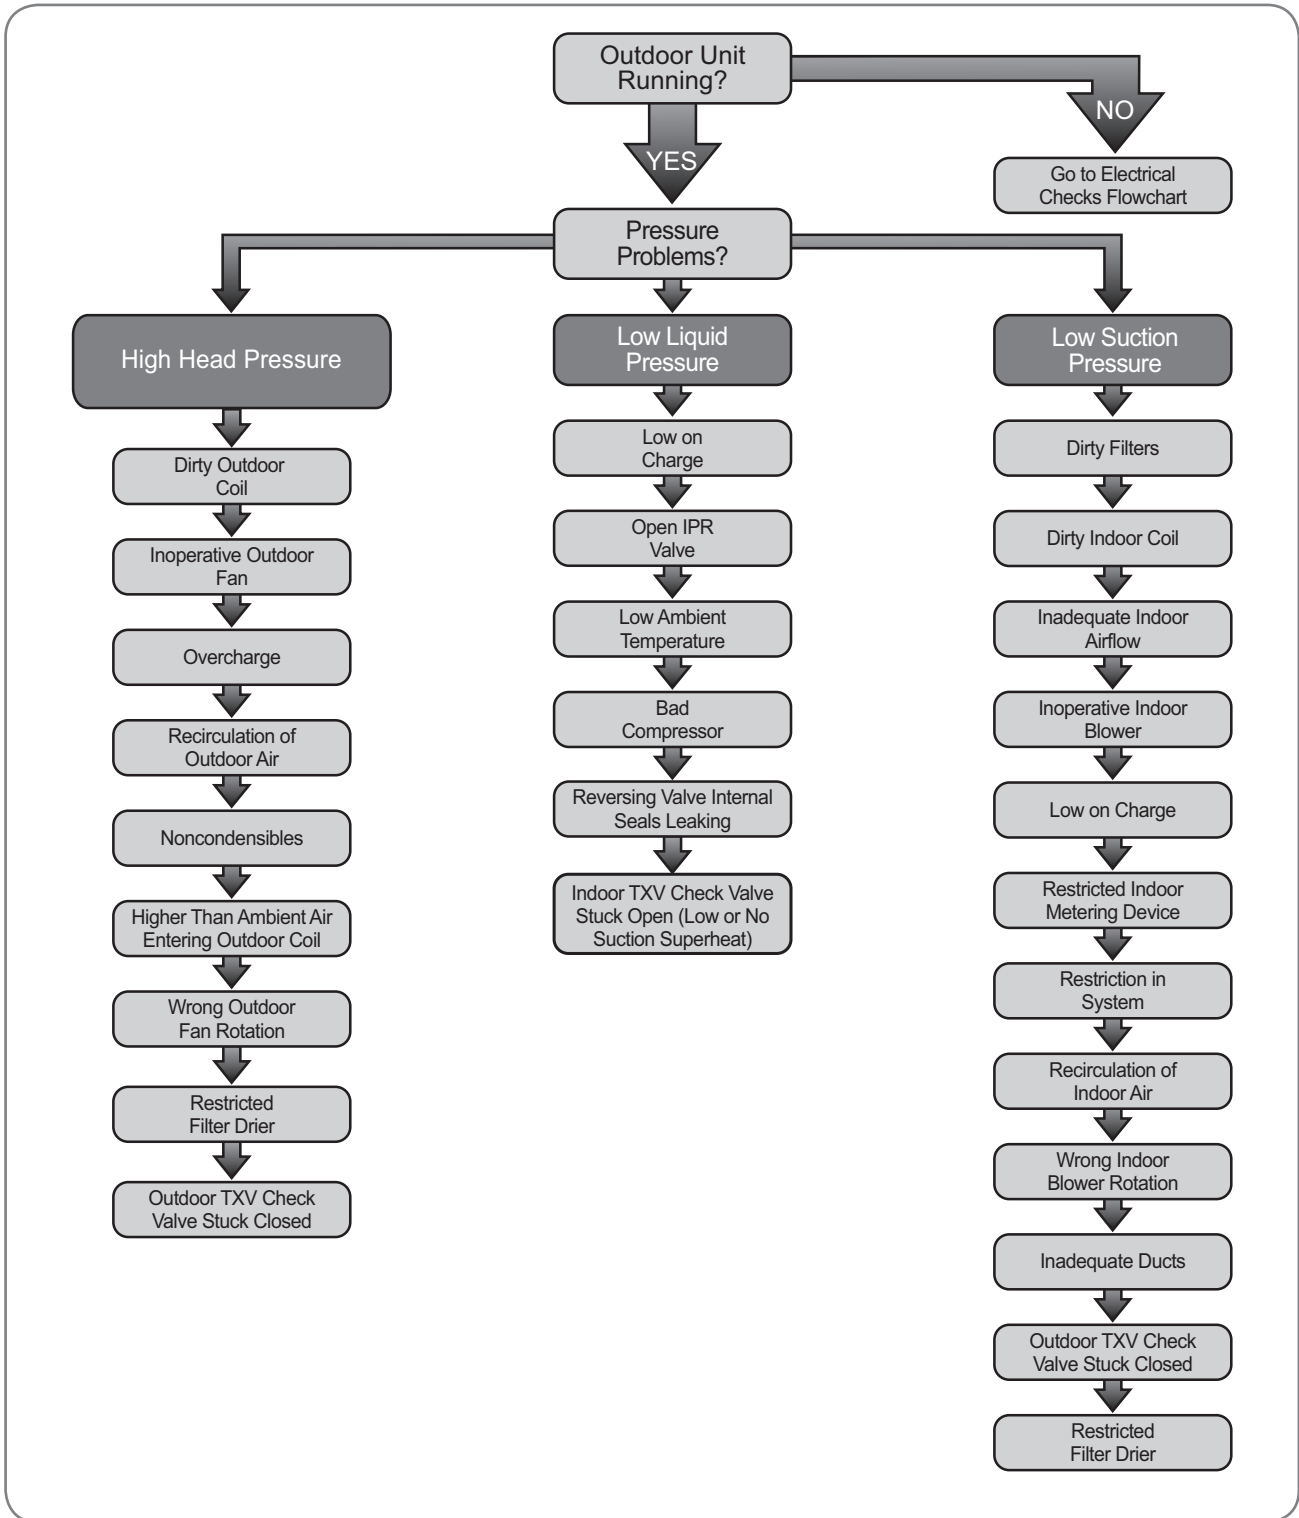 Outdoor Unit
Running?
NO
YES
Go to Electrical
Checks Flowchart
Pressure
Problems?
High Head Pressure
Dirty Outdoor
Coil
Inoperative Outdoor
Fan
Overcharge
Recirculation of
Outdoor Air
Noncondensibles
Higher Than Ambient Air
Entering Outdoor Coil
Wrong Outdoor
Fan Rotation
Restricted
Filter Drier
Outdoor TXV Check
Valve Stuck Closed
Low Liquid
Pressure
Low on
Charge
Open IPR
Valve
Low Ambient
Temperature
Bad
Compressor
Reversing Valve Internal
Seals Leaking
Indoor TXV Check Valve
Stuck Open (Low or No
Suction Superheat)
Low Suction
Pressure
Dirty Filters
Dirty Indoor Coil
Inadequate Indoor
Airflow
Inoperative Indoor
Blower
Low on Charge
Restricted Indoor
Metering Device
Restriction in
System
Recirculation of
Indoor Air
Wrong Indoor
Blower Rotation
Inadequate Ducts
Outdoor TXV Check
Valve Stuck Closed
Restricted
Filter Drier